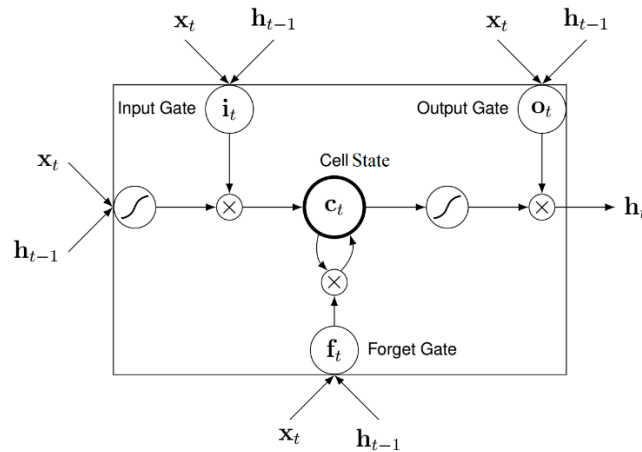 x_t h_{t−1} x_t h_{t−1}
Input Gate i_t Output Gate o_t
Cell State
x_t × c_t × h_t
h_{t−1}
×
f_t Forget Gate
x_t h_{t−1}